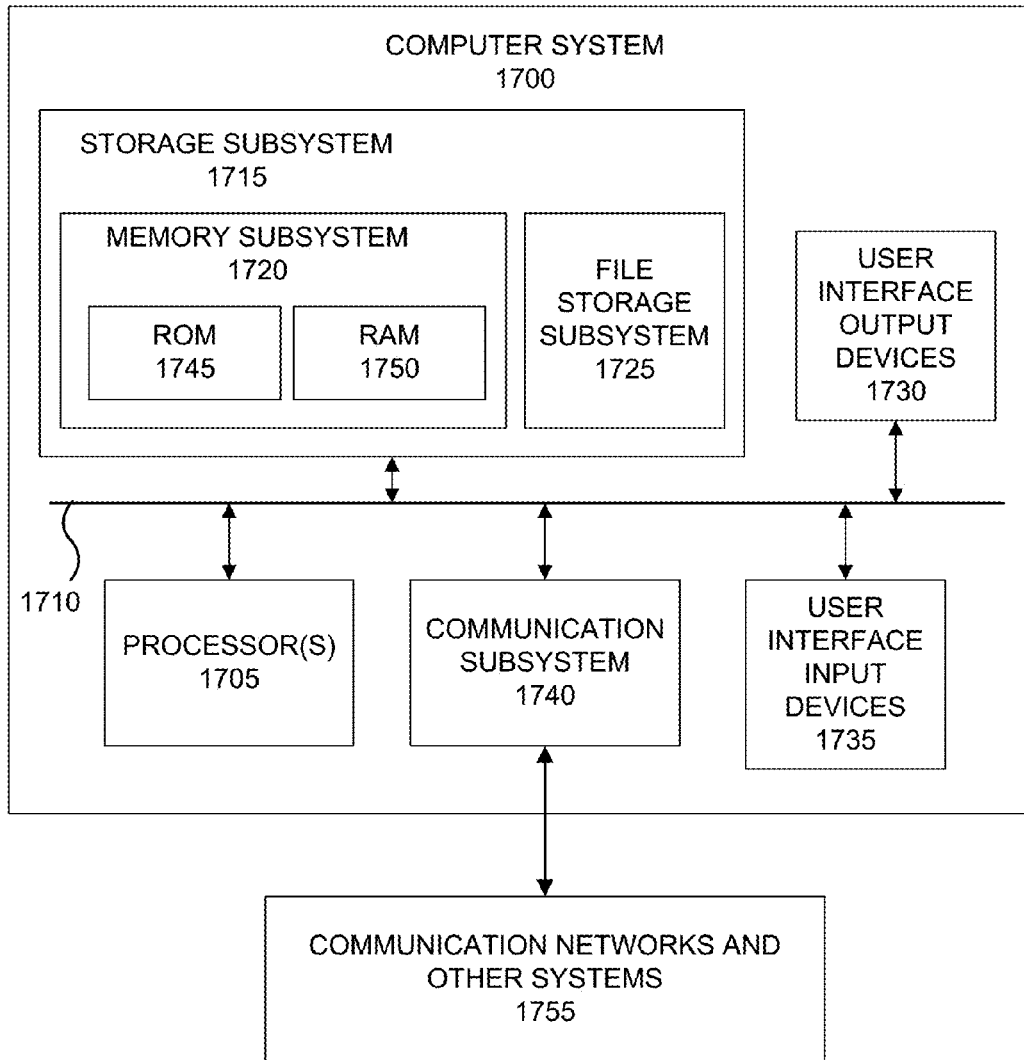 COMPUTER SYSTEM
1700
STORAGE SUBSYSTEM
1715
MEMORY SUBSYSTEM
1720
ROM
1745
RAM
1750
FILE
STORAGE
SUBSYSTEM
1725
USER
INTERFACE
OUTPUT
DEVICES
1730
1710
PROCESSOR(S)
1705
COMMUNICATION
SUBSYSTEM
1740
USER
INTERFACE
INPUT
DEVICES
1735
COMMUNICATION NETWORKS AND
OTHER SYSTEMS
1755